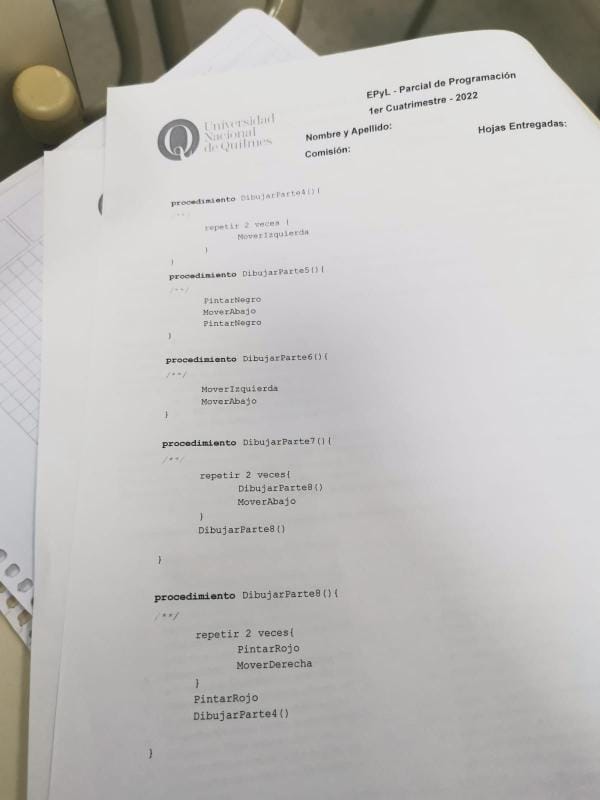 EPyL - Parcial de Programación
1er Cuatrimestre - 2022
Universidad
Nacional
de Quilmes
Nombre y Apellido:
Hojas Entregadas:
Comisión:
procedimiento DibujarParte4(){
/**/
repetir 2 veces {
MoverIzquierda
}
}
procedimiento DibujarParte5(){
/**/
PintarNegro
MoverAbajo
PintarNegro
}
procedimiento DibujarParte6(){
/**/
MoverIzquierda
MoverAbajo
}
procedimiento DibujarParte7(){
/**/
repetir 2 veces{
DibujarParte8()
MoverAbajo
}
DibujarParte8()
}
procedimiento DibujarParte8(){
/**/
repetir 2 veces{
PintarRojo
MoverDerecha
}
PintarRojo
DibujarParte4()
}